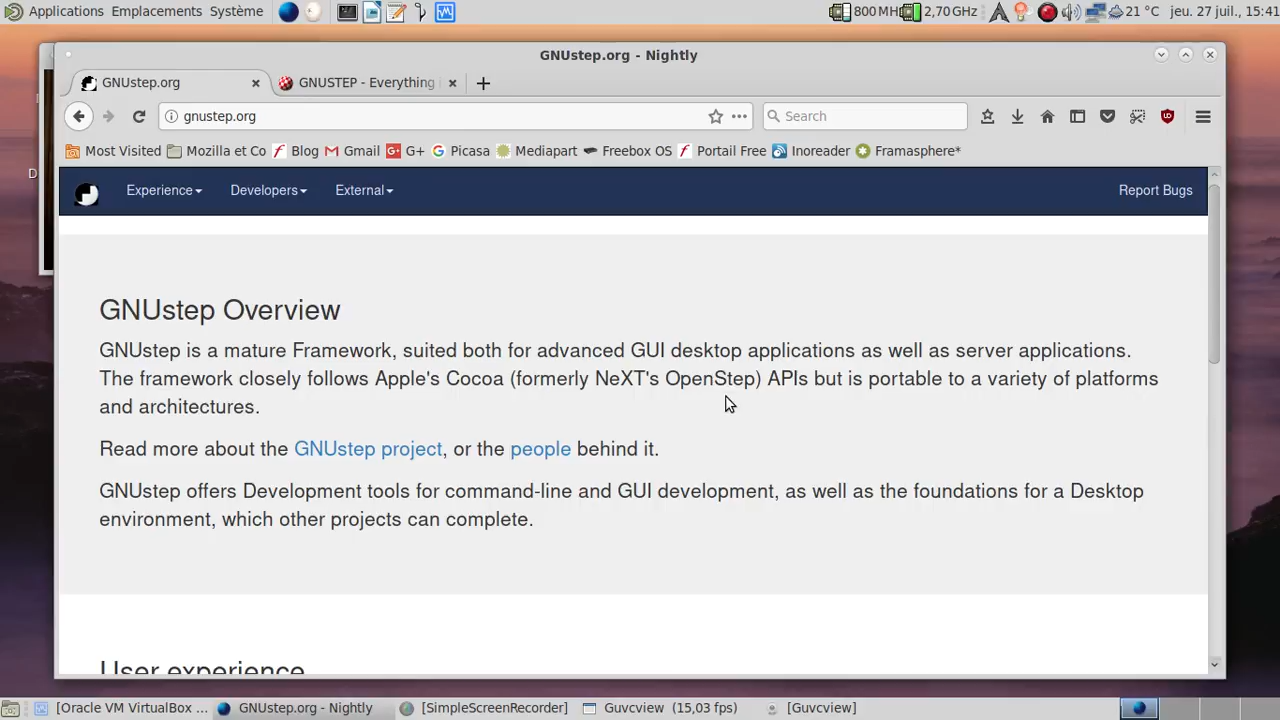 Applications Emplacements Système 800 MH 2,70 GHz 21 °C jeu. 27 juil., 15:41
GNUstep.org - Nightly
GNUstep.org GNUSTEP - Everything
gnustep.org Search
Most Visited Mozilla et Co Blog Gmail G+ Picasa Mediapart Freebox OS Portail Free Inoreader Framasphere*
Experience Developers External Report Bugs
GNUstep Overview
GNUstep is a mature Framework, suited both for advanced GUI desktop applications as well as server applications.
The framework closely follows Apple's Cocoa (formerly NeXT's OpenStep) APIs but is portable to a variety of platforms
and architectures.
Read more about the GNUstep project, or the people behind it.
GNUstep offers Development tools for command-line and GUI development, as well as the foundations for a Desktop
environment, which other projects can complete.
User experience
[Oracle VM VirtualBox ... GNUstep.org - Nightly [SimpleScreenRecorder] Guvcview (15,03 fps) [Guvcview]